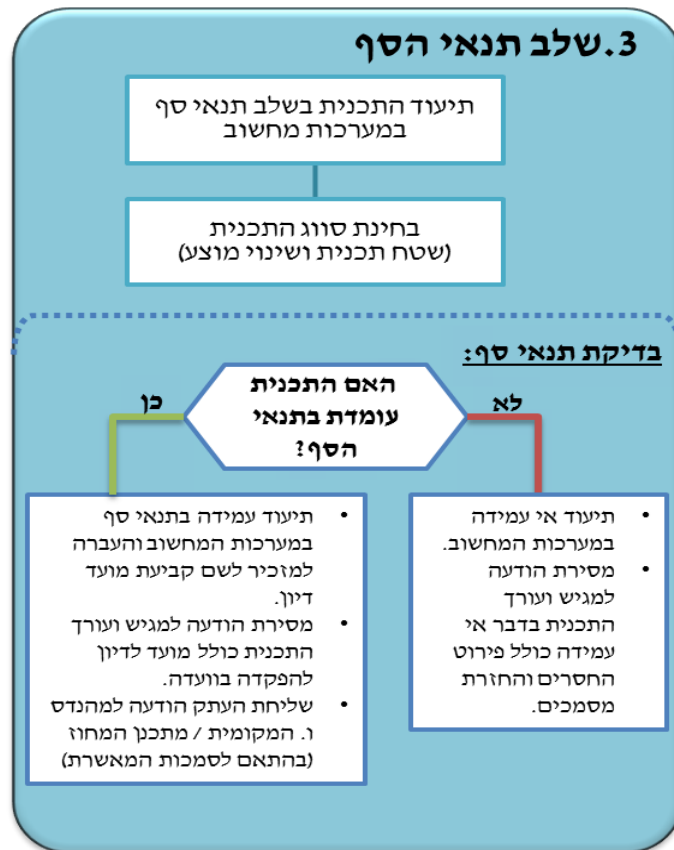 3.שלב תנאי הסף
תיעוד התכנית בשלב תנאי סף
במערכות מחשוב
בחינת סווג התכנית
(שטח תכנית ושינוי מוצע)
בדיקת תנאי סף:
האם התכנית
עומדת בתנאי
הסף?
לא
כן
• תיעוד אי עמידה
במערכות המחשוב.
• מסירת הודעה
למגיש ועורך
התכנית בדבר אי
עמידה כולל פירוט
החסרים והחזרת
מסמכים.
• תיעוד עמידה בתנאי סף
במערכות המחשוב והעברה
למזכיר לשם קביעת מועד
דיון.
• מסירת הודעה למגיש ועורך
התכנית כולל מועד לדיון
להפקדה בוועדה.
• שליחת העתק הודעה למהנדס
ו. המקומית / מתכנן המחוז
(בהתאם לסמכות המאשרת)